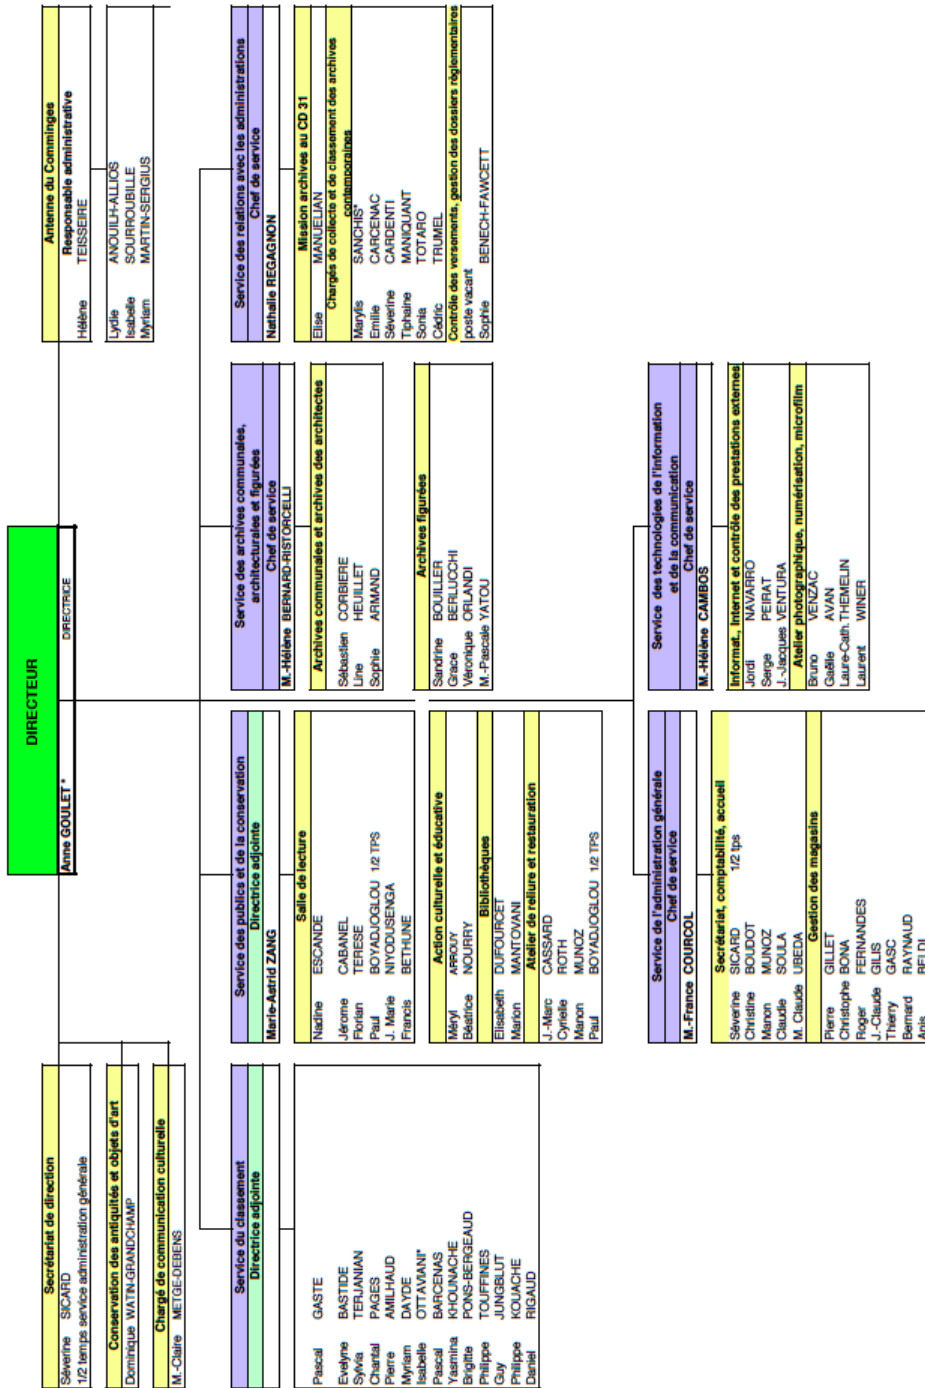 DIRECTEUR
Anne GOULET * DIRECTRICE
Secrétariat de direction
Séverine SICARD
1/2 temps service administration générale
Conservation des antiquités et objets d'art
Dominique WATIN-GRANDCHAMP
Chargé de communication culturelle
M.-Claire METGE-DEBENS
Antenne du Comminges
Responsable administrative
Hélène TEISSEIRE
Lydie ANOUILH-ALLIOS
Isabelle SOURROUBILLE
Myriam MARTIN-SERGIUS
Service du classement
Directrice adjointe
Pascal GASTE
Evelyne BASTIDE
Sylvia TERJANIAN
Chantal PAGES
Pierre AMILHAUD
Myriam DAYDE
Isabelle OTTAVIANI*
Pascal BARCENAS
Yasmina KHOUNACHE
Brigitte PONS-BERGEAUD
Philippe TOUFFINES
Guy JUNGBLUT
Philippe KOUACHE
Daniel RIGAUD
Service des publics et de la conservation
Directrice adjointe
Marie-Astrid ZANG
Salle de lecture
Nadine ESCANDE
Jérome CABANEL
Florian TERESE
Paul BOYADJOGLOU 1/2 TPS
J. Marie NIYODUSENGA
Francis BETHUNE
Action culturelle et éducative
Méryl ARROUY
Béatrice NOURRY
Bibliothèques
Elisabeth DUFOURCET
Marion MANTOVANI
Atelier de reliure et restauration
J.-Marc CASSARD
Cyrielle ROTH
Manon MUNOZ
Paul BOYADJOGLOU 1/2 TPS
Service des archives communales,
architecturales et figurées
Chef de service
M.-Hélène BERNARD-RISTORCELLI
Archives communales et archives des architectes
Sébastien CORBIERE
Line HEUILLET
Sophie ARMAND
Archives figurées
Sandrine BOUILLER
Grace BERLUCCHI
Véronique ORLANDI
M.-Pascale YATOU
Service des relations avec les administrations
Chef de service
Nathalie REGAGNON
Mission archives au CD 31
Elise MANUELIAN
Chargés de collecte et de classement des archives
contemporaines
Marylis SANCHIS*
Emilie CARCENAC
Séverine CARDENTI
Tiphaine MANIQUANT
Sonia TOTARO
Cédric TRUMEL
Contrôle des versements, gestion des dossiers règlementaires
poste vacant
Sophie BENECH-FAWCETT
Service de l'administration générale
Chef de service
M.-France COURCOL
Secrétariat, comptabilité, accueil
Séverine SICARD 1/2 tps
Christine BOUDOT
Manon MUNOZ
Claudie SOULA
M. Claude UBEDA
Gestion des magasins
Pierre GILLET
Christophe BONA
Roger FERNANDES
J.-Claude GILIS
Thierry GASC
Bernard RAYNAUD
Service des technologies de l'information
et de la communication
Chef de service
M.-Hélène CAMBOS
Informat., Internet et contrôle des prestations externes
Jordi NAVARRO
Serge PEIRAT
J.-Jacques VENTURA
Atelier photographique, numérisation, microfilm
Bruno VENZAC
Gaëlle AVAN
Laure-Cath. THEMELIN
Laurent WINER